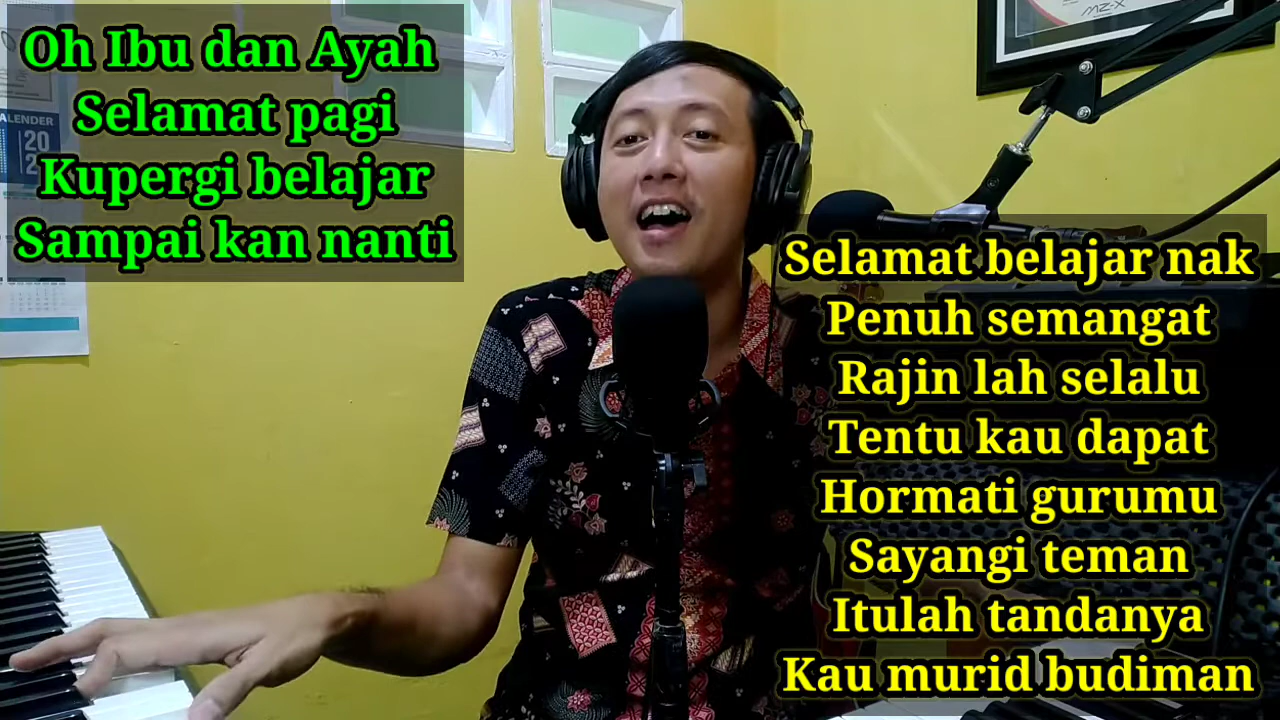 Oh Ibu dan Ayah
Selamat pagi
Kupergi belajar
Sampai kan nanti
MZ-X
Selamat belajar nak
Penuh semangat
Rajin lah selalu
Tentu kau dapat
Hormati gurumu
Sayangi teman
Itulah tandanya
Kau murid budiman